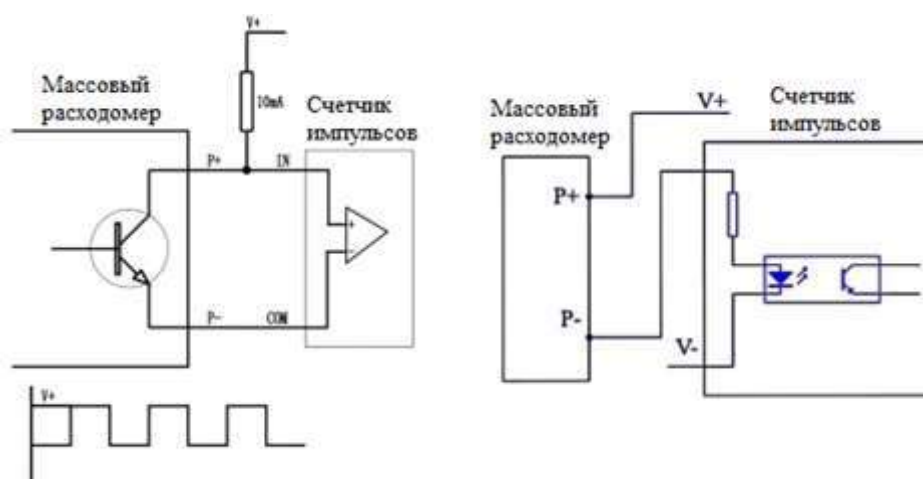 V+
Массовый
расходомер
10mA
Счетчик
импульсов
P+
IN
P-
COM
V+
Массовый
расходомер
V+
Счетчик
импульсов
P+
P-
V-